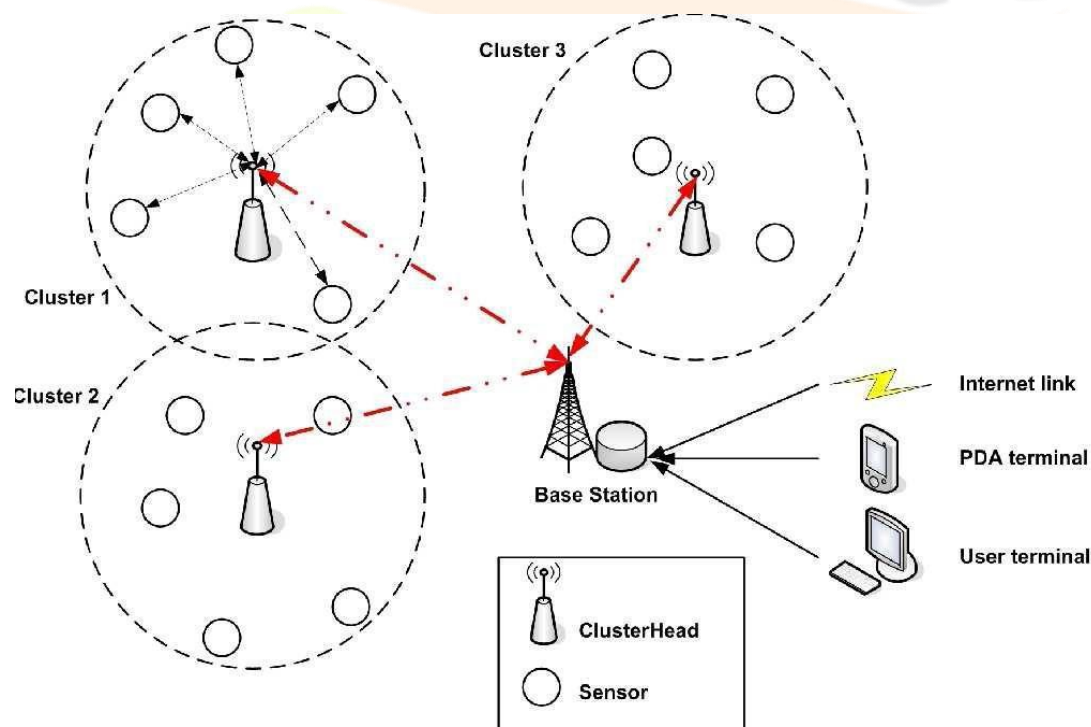 Cluster 3
Cluster 1
Cluster 2
Internet link
PDA terminal
Base Station
User terminal
ClusterHead
Sensor